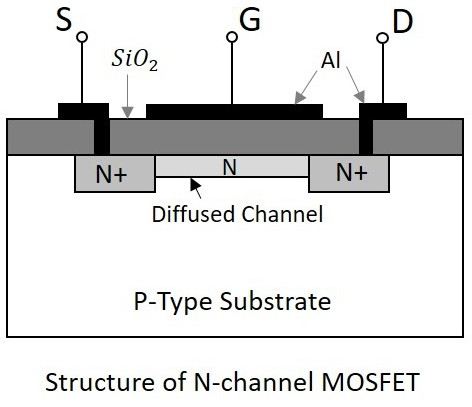 S
G
D
SiO₂
Al
N+
N
N+
Diffused Channel
P-Type Substrate
Structure of N-channel MOSFET